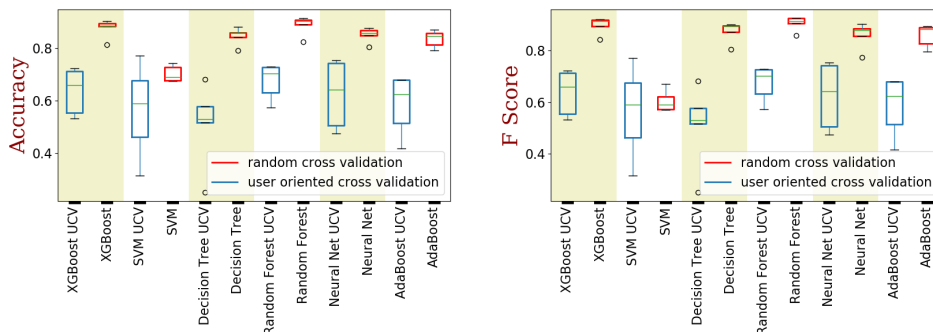 Accuracy
0.8
0.6
0.4
random cross validation
user oriented cross validation
XGBoost UCV
XGBoost
SVM UCV
SVM
Decision Tree UCV
Decision Tree
Random Forest UCV
Random Forest
Neural Net UCV
Neural Net
AdaBoost UCV
AdaBoost
F Score
0.8
0.6
0.4
random cross validation
user oriented cross validation
XGBoost UCV
XGBoost
SVM UCV
SVM
Decision Tree UCV
Decision Tree
Random Forest UCV
Random Forest
Neural Net UCV
Neural Net
AdaBoost UCV
AdaBoost